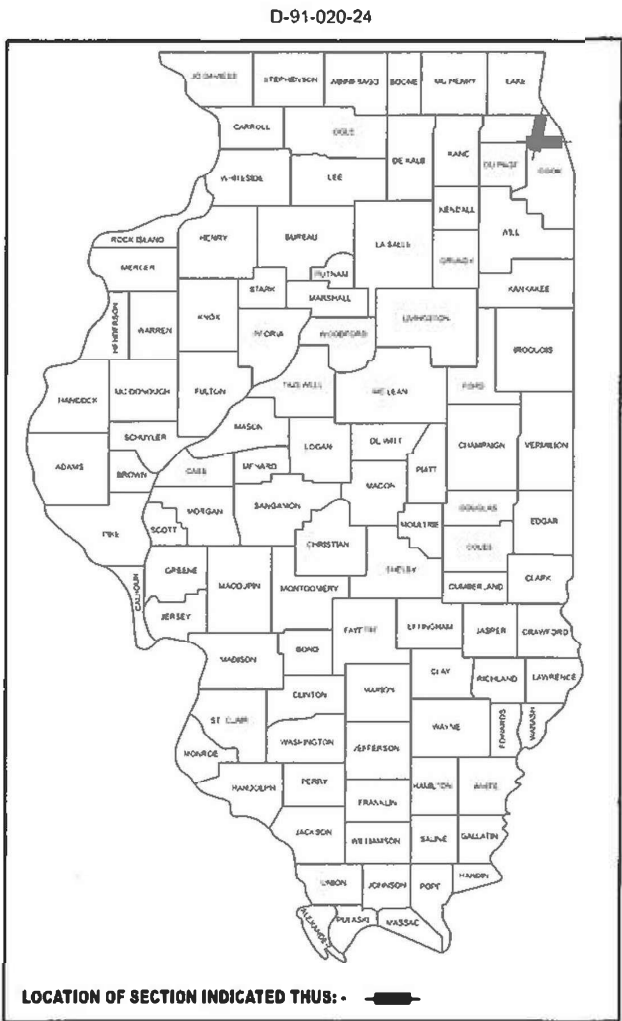 D-91-020-24
JO DAVIESS STEPHENSON WINNEBAGO BOONE MC HENRY LAKE
CARROLL OGLE DE KALB KANE DU PAGE COOK
WHITESIDE LEE
KENDALL WILL
ROCK ISLAND HENRY BUREAU LA SALLE GRUNDY
MERCER PUTNAM
STARK MARSHALL KANKAKEE
HENDERSON WARREN KNOX PEORIA WOODFORD LIVINGSTON IROQUOIS
HANCOCK MC DONOUGH FULTON TAZEWELL MC LEAN FORD
MASON
SCHUYLER LOGAN DE WITT CHAMPAIGN VERMILION
ADAMS BROWN CASS MENARD PIATT
MACON
PIKE SCOTT MORGAN SANGAMON MOULTRIE DOUGLAS EDGAR
CHRISTIAN COLES
GREENE SHELBY
CALHOUN MACOUPIN MONTGOMERY CUMBERLAND CLARK
JERSEY FAYETTE EFFINGHAM JASPER CRAWFORD
MADISON BOND
CLAY RICHLAND LAWRENCE
CLINTON MARION
ST. CLAIR WAYNE EDWARDS WABASH
MONROE WASHINGTON JEFFERSON
RANDOLPH PERRY HAMILTON WHITE
FRANKLIN
JACKSON WILLIAMSON SALINE GALLATIN
UNION JOHNSON POPE HARDIN
ALEXANDER PULASKI MASSAC
LOCATION OF SECTION INDICATED THUS: -